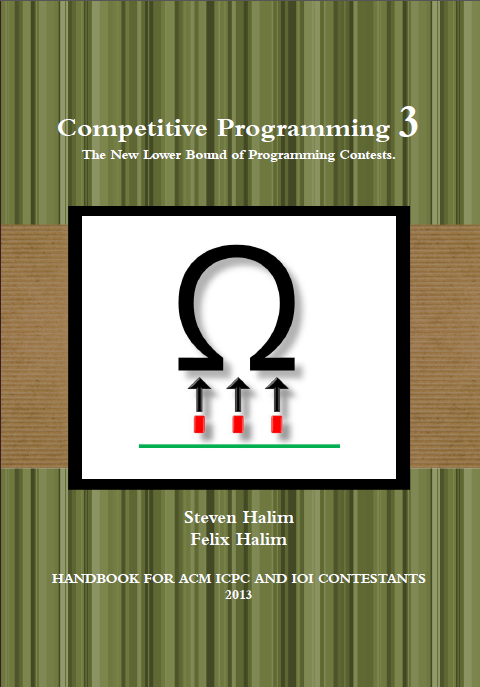 Competitive Programming 3
The New Lower Bound of Programming Contests.
Ω
Steven Halim
Felix Halim
HANDBOOK FOR ACM ICPC AND IOI CONTESTANTS
2013